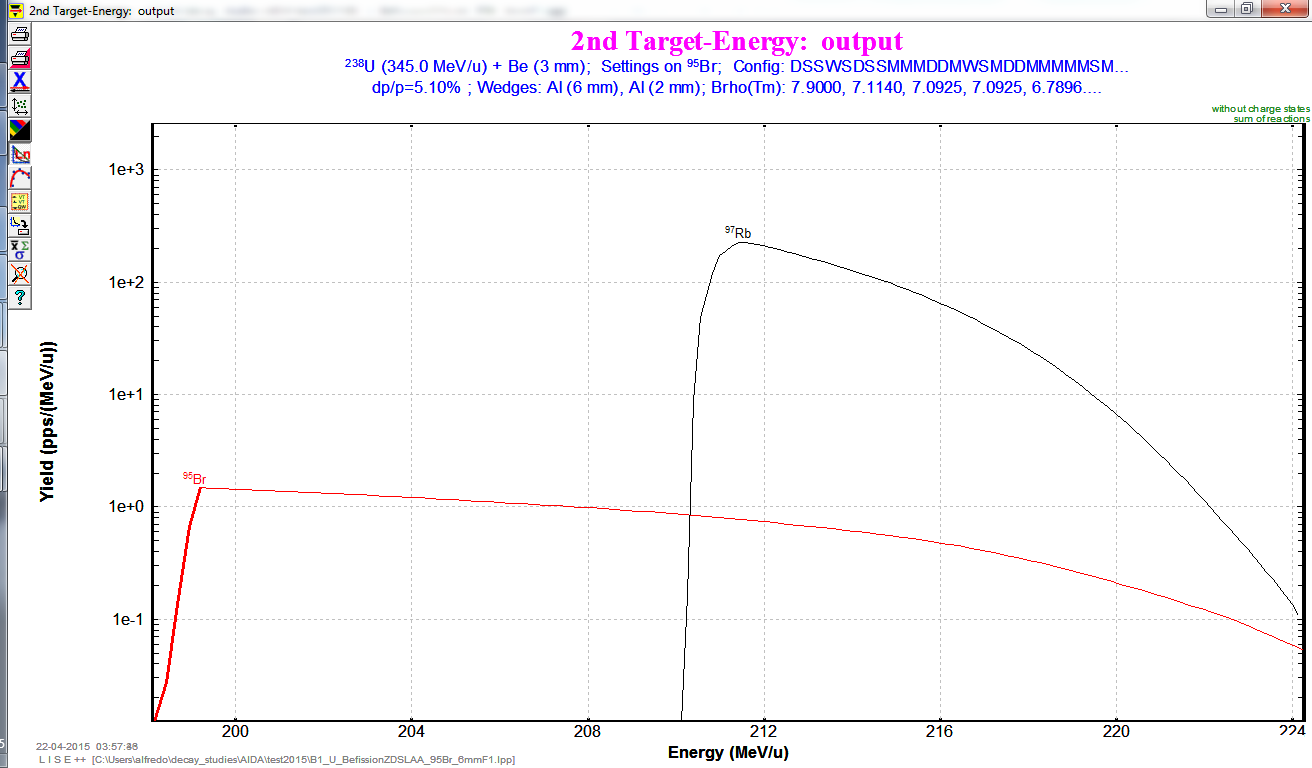 2nd Target-Energy: output
2nd Target-Energy: output
²³⁸U (345.0 MeV/u) + Be (3 mm); Settings on ⁹⁵Br; Config: DSSWSDSSMMMDDMWSMDDMMMMMSM...
dp/p=5.10% ; Wedges: Al (6 mm), Al (2 mm); Brho(Tm): 7.9000, 7.1140, 7.0925, 7.0925, 6.7896....
without charge states
sum of reactions
1e+3
⁹⁷Rb
1e+2
Yield (pps/(MeV/u))
1e+1
⁹⁵Br
1e+0
1e-1
200 204 208 212 216 220 224
Energy (MeV/u)
22-04-2015
L I S E ++ [C:\Users\alfredo\decay_studies\AIDA\test2015\B1_U_BefissionZDSLAA_95Br_6mmF1.lpp]